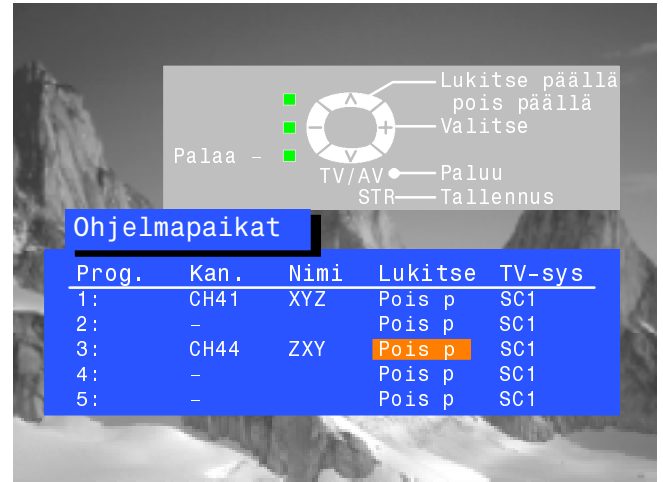 Lukitse päällä
pois päällä
Valitse
Palaa –
TV/AV Paluu
STR Tallennus
Ohjelmapaikat
Prog. Kan. Nimi Lukitse TV-sys
1: CH41 XYZ Pois p SC1
2: – Pois p SC1
3: CH44 ZXY Pois p SC1
4: – Pois p SC1
5: – Pois p SC1